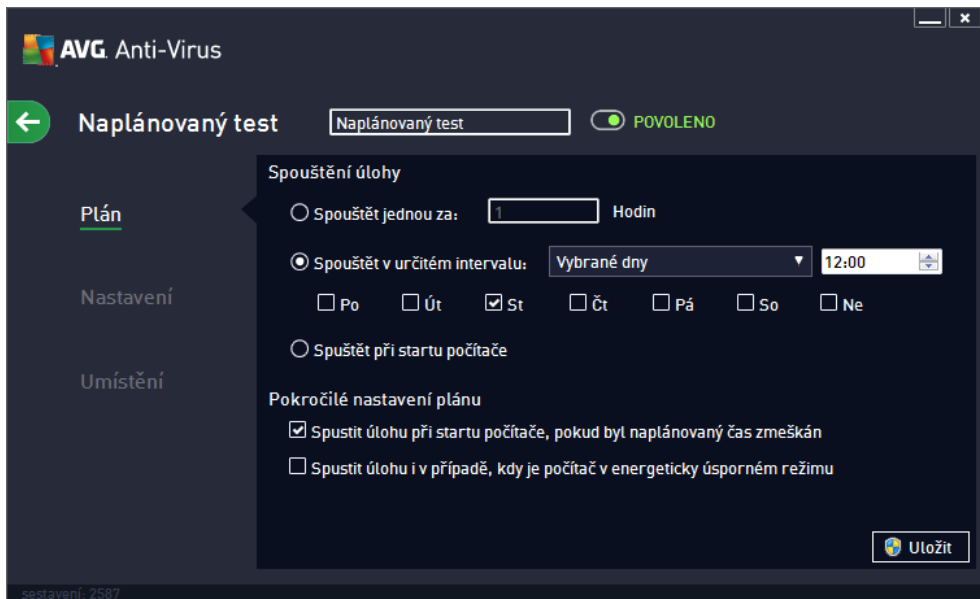 AVG. Anti-Virus
Naplánovaný test Naplánovaný test POVOLENO
Plán
Nastavení
Umístění
Spouštění úlohy
Spouštět jednou za: 1 Hodin
Spouštět v určitém intervalu: Vybrané dny 12:00
Po Út St Čt Pá So Ne
Spuštět při startu počítače
Pokročilé nastavení plánu
Spustit úlohu při startu počítače, pokud byl naplánovaný čas zmeškán
Spustit úlohu i v případě, kdy je počítač v energeticky úsporném režimu
Uložit
sestavení: 2587